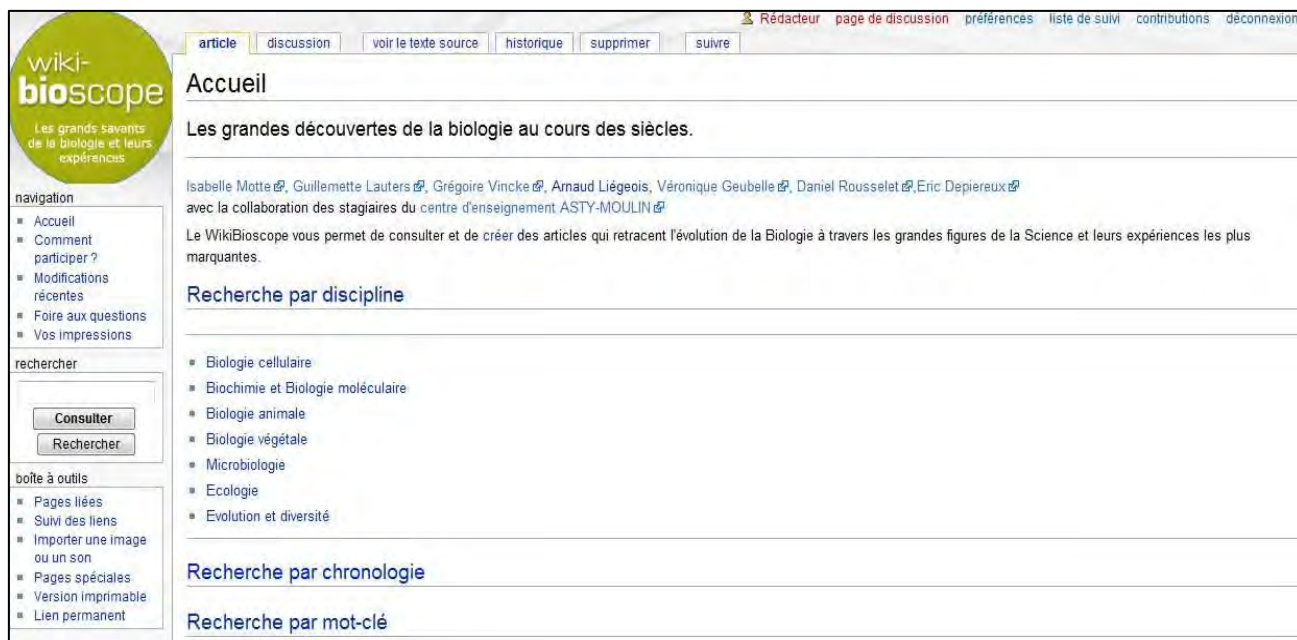 Rédacteur page de discussion préférences liste de suivi contributions déconnexion
article discussion voir le texte source historique supprimer suivre
wiki-
bioscope
Les grands savants
de la biologie et leurs
expériences
navigation
Accueil
Comment
participer ?
Modifications
récentes
Foire aux questions
Vos impressions
rechercher
Consulter
Rechercher
boîte à outils
Pages liées
Suivi des liens
Importer une image
ou un son
Pages spéciales
Version imprimable
Lien permanent
Accueil
Les grandes découvertes de la biologie au cours des siècles.
Isabelle Motte, Guillemette Lauters, Grégoire Vincke, Arnaud Liégeois, Véronique Geubelle, Daniel Rousselet,Eric Depiereux
avec la collaboration des stagiaires du centre d'enseignement ASTY-MOULIN
Le WikiBioscope vous permet de consulter et de créer des articles qui retracent l'évolution de la Biologie à travers les grandes figures de la Science et leurs expériences les plus
marquantes.
Recherche par discipline
Biologie cellulaire
Biochimie et Biologie moléculaire
Biologie animale
Biologie végétale
Microbiologie
Ecologie
Evolution et diversité
Recherche par chronologie
Recherche par mot-clé